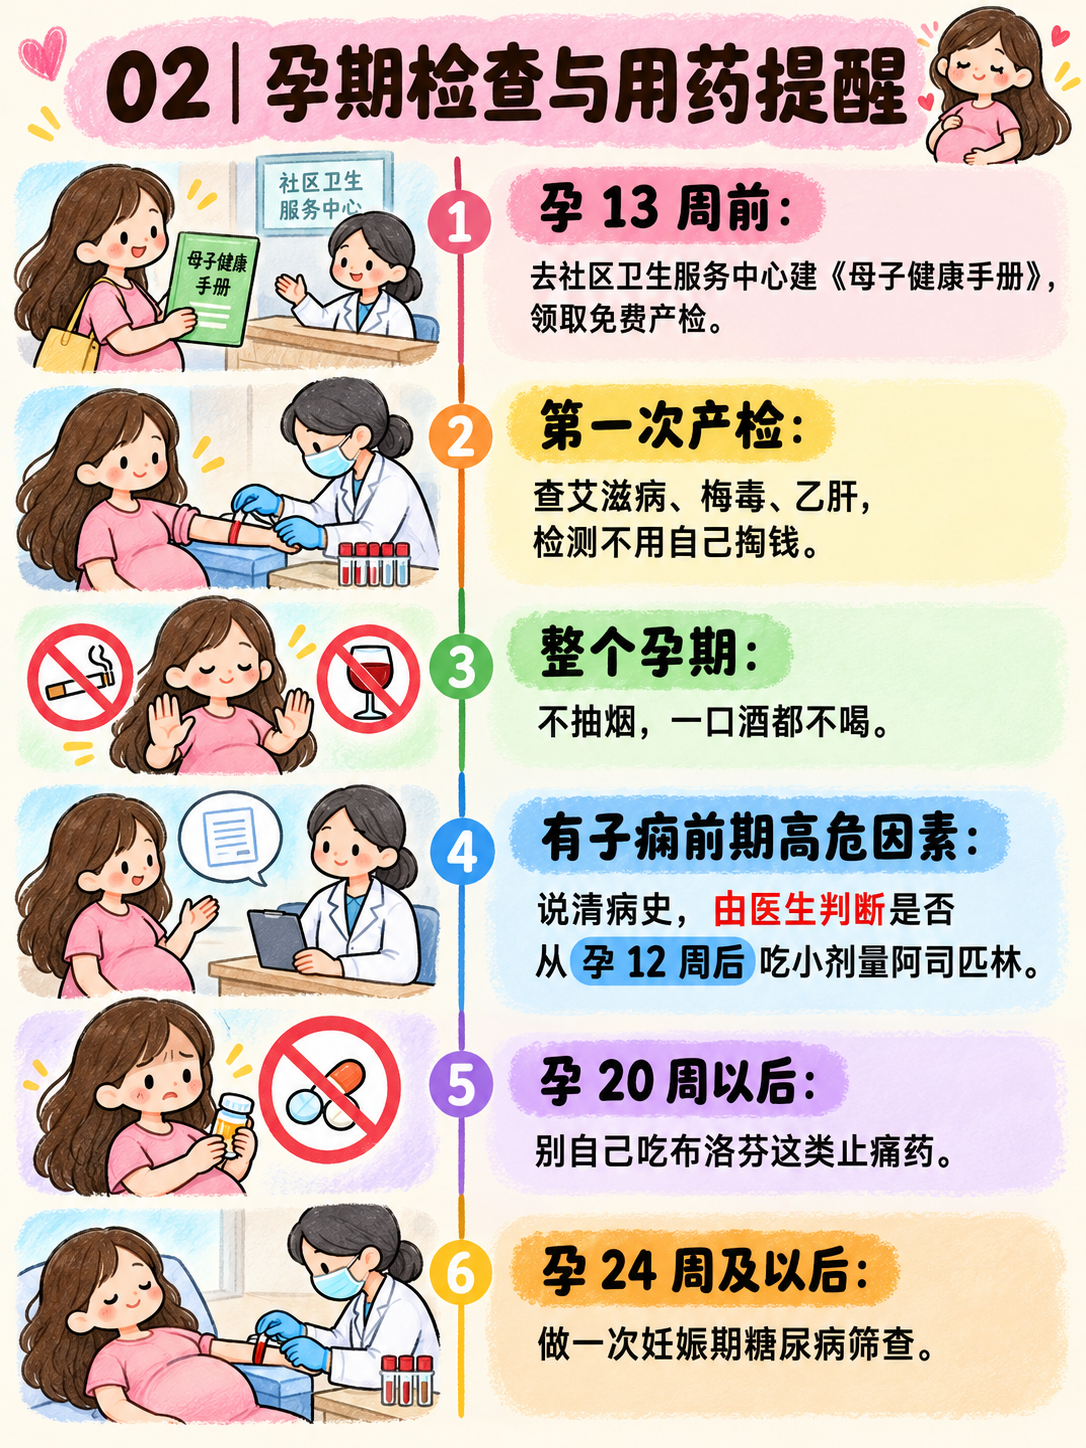 02｜孕期检查与用药提醒
社区卫生
服务中心
母子健康
手册
1
孕 13 周前：
去社区卫生服务中心建《母子健康手册》，
领取免费产检。
2
第一次产检：
查艾滋病、梅毒、乙肝，
检测不用自己掏钱。
3
整个孕期：
不抽烟，一口酒都不喝。
4
有子痫前期高危因素：
说清病史，由医生判断是否
从 孕 12 周后 吃小剂量阿司匹林。
5
孕 20 周以后：
别自己吃布洛芬这类止痛药。
6
孕 24 周及以后：
做一次妊娠期糖尿病筛查。